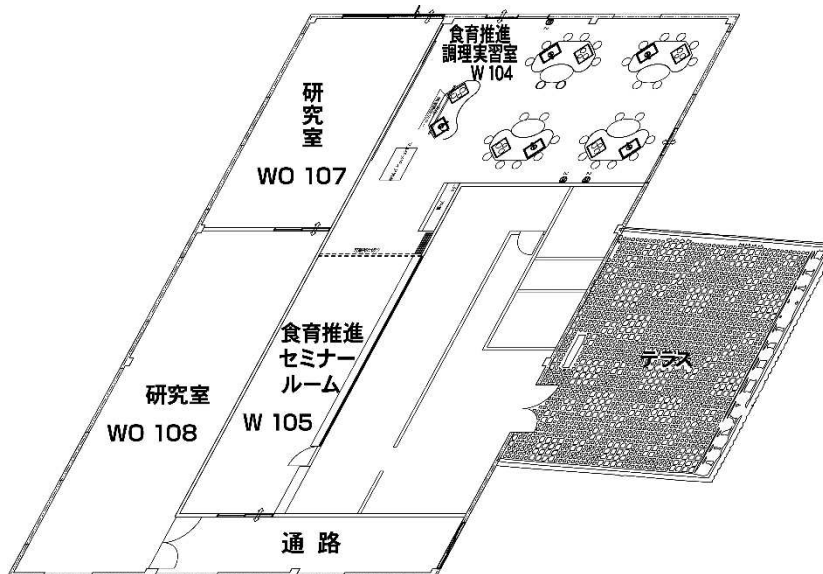 食育推進
調理実習室
W 104
研究室
WO 107
食育推進
セミナー
ルーム
W 105
研究室
WO 108
テラス
通 路